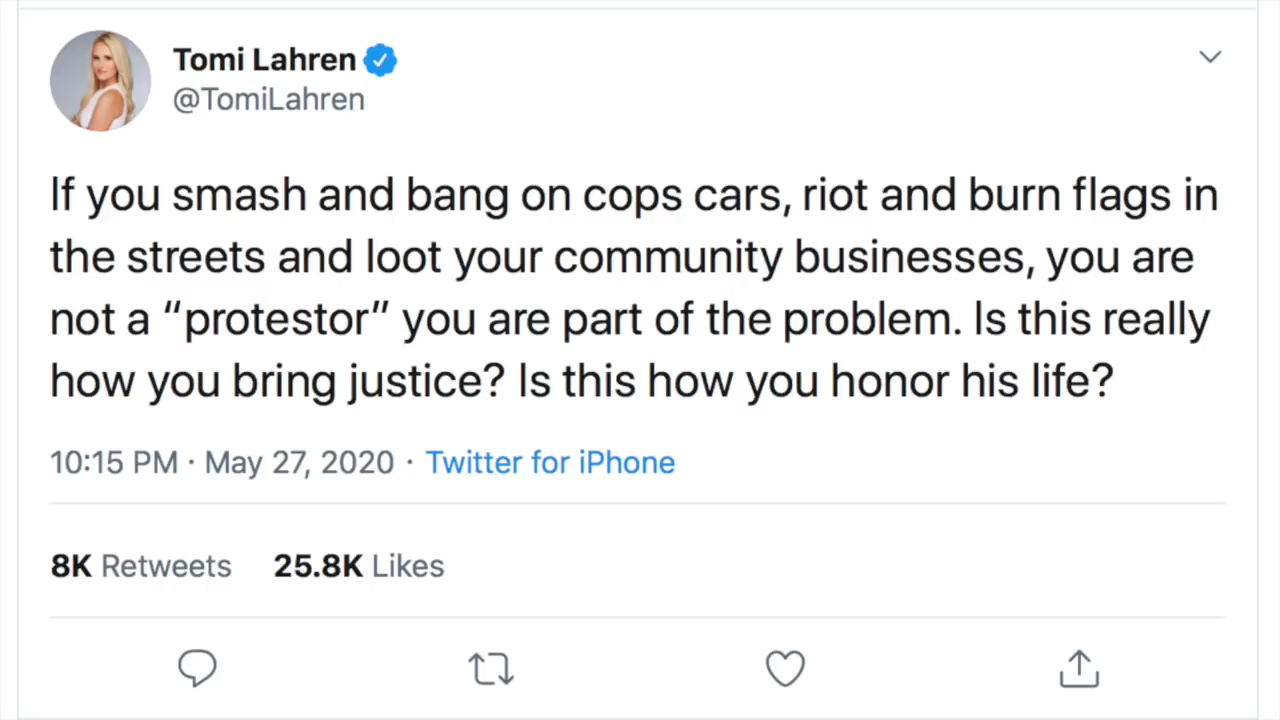 Tomi Lahren
@TomiLahren
If you smash and bang on cops cars, riot and burn flags in
the streets and loot your community businesses, you are
not a “protestor” you are part of the problem. Is this really
how you bring justice? Is this how you honor his life?
10:15 PM · May 27, 2020 · Twitter for iPhone
8K Retweets 25.8K Likes